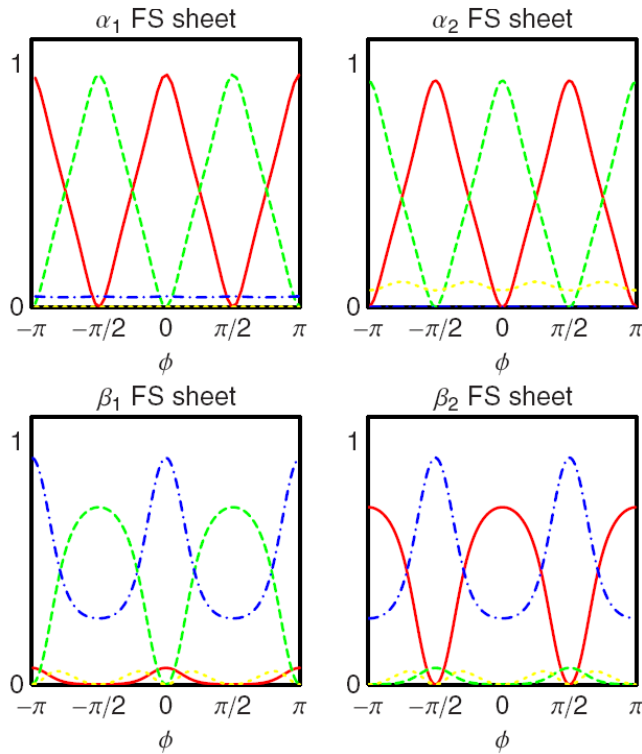 α₁ FS sheet
α₂ FS sheet
1
1
0
0
−π −π/2 0 π/2 π
−π −π/2 0 π/2 π
ϕ
ϕ
β₁ FS sheet
β₂ FS sheet
1
1
0
0
−π −π/2 0 π/2 π
−π −π/2 0 π/2 π
ϕ
ϕ